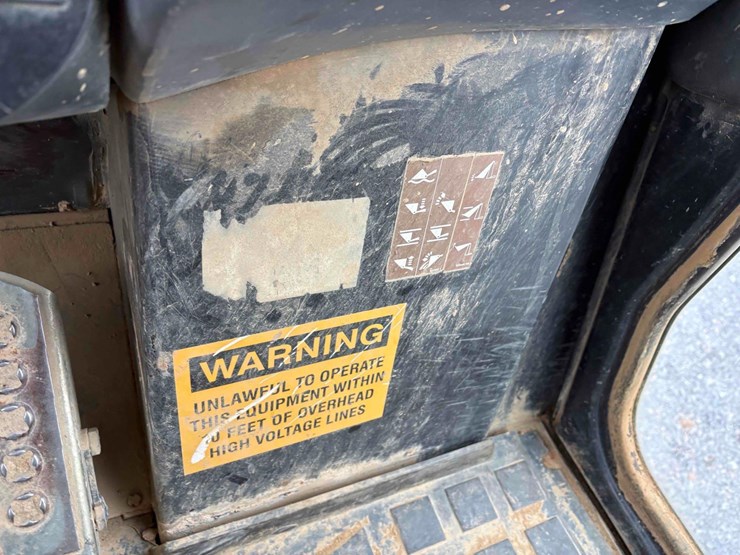 WARNING
UNLAWFUL TO OPERATE
THIS EQUIPMENT WITHIN
10 FEET OF OVERHEAD
HIGH VOLTAGE LINES